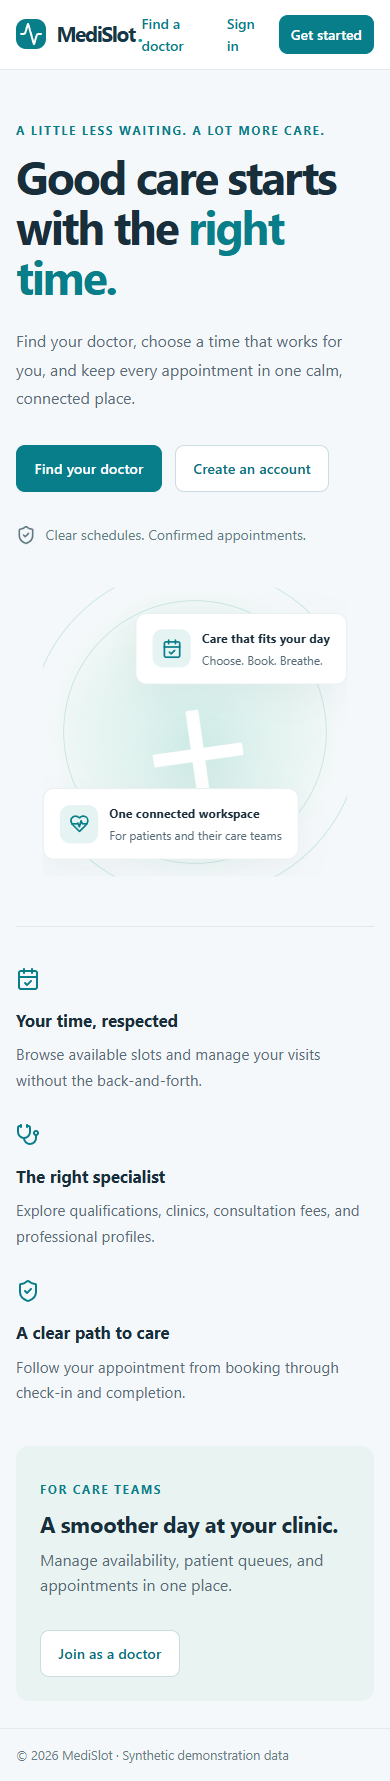 MediSlot.
Find a
doctor
Sign
in
Get started
A LITTLE LESS WAITING. A LOT MORE CARE.
Good care starts
with the right
time.
Find your doctor, choose a time that works for
you, and keep every appointment in one calm,
connected place.
Find your doctor
Create an account
Clear schedules. Confirmed appointments.
Care that fits your day
Choose. Book. Breathe.
One connected workspace
For patients and their care teams
Your time, respected
Browse available slots and manage your visits
without the back-and-forth.
The right specialist
Explore qualifications, clinics, consultation fees, and
professional profiles.
A clear path to care
Follow your appointment from booking through
check-in and completion.
FOR CARE TEAMS
A smoother day at your clinic.
Manage availability, patient queues, and
appointments in one place.
Join as a doctor
© 2026 MediSlot · Synthetic demonstration data